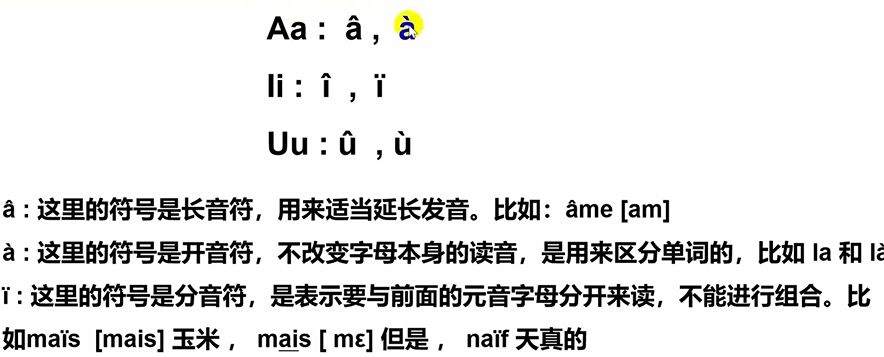 Aa : â , à
Ii : î , ï
Uu : û , ù
â : 这里的符号是长音符，用来适当延长发音。比如：âme [am]
à : 这里的符号是开音符，不改变字母本身的读音，是用来区分单词的，比如 la 和 là
ï : 这里的符号是分音符，是表示要与前面的元音字母分开来读，不能进行组合。比
如maïs [mais] 玉米 ， mais [ mɛ] 但是 ， naïf 天真的